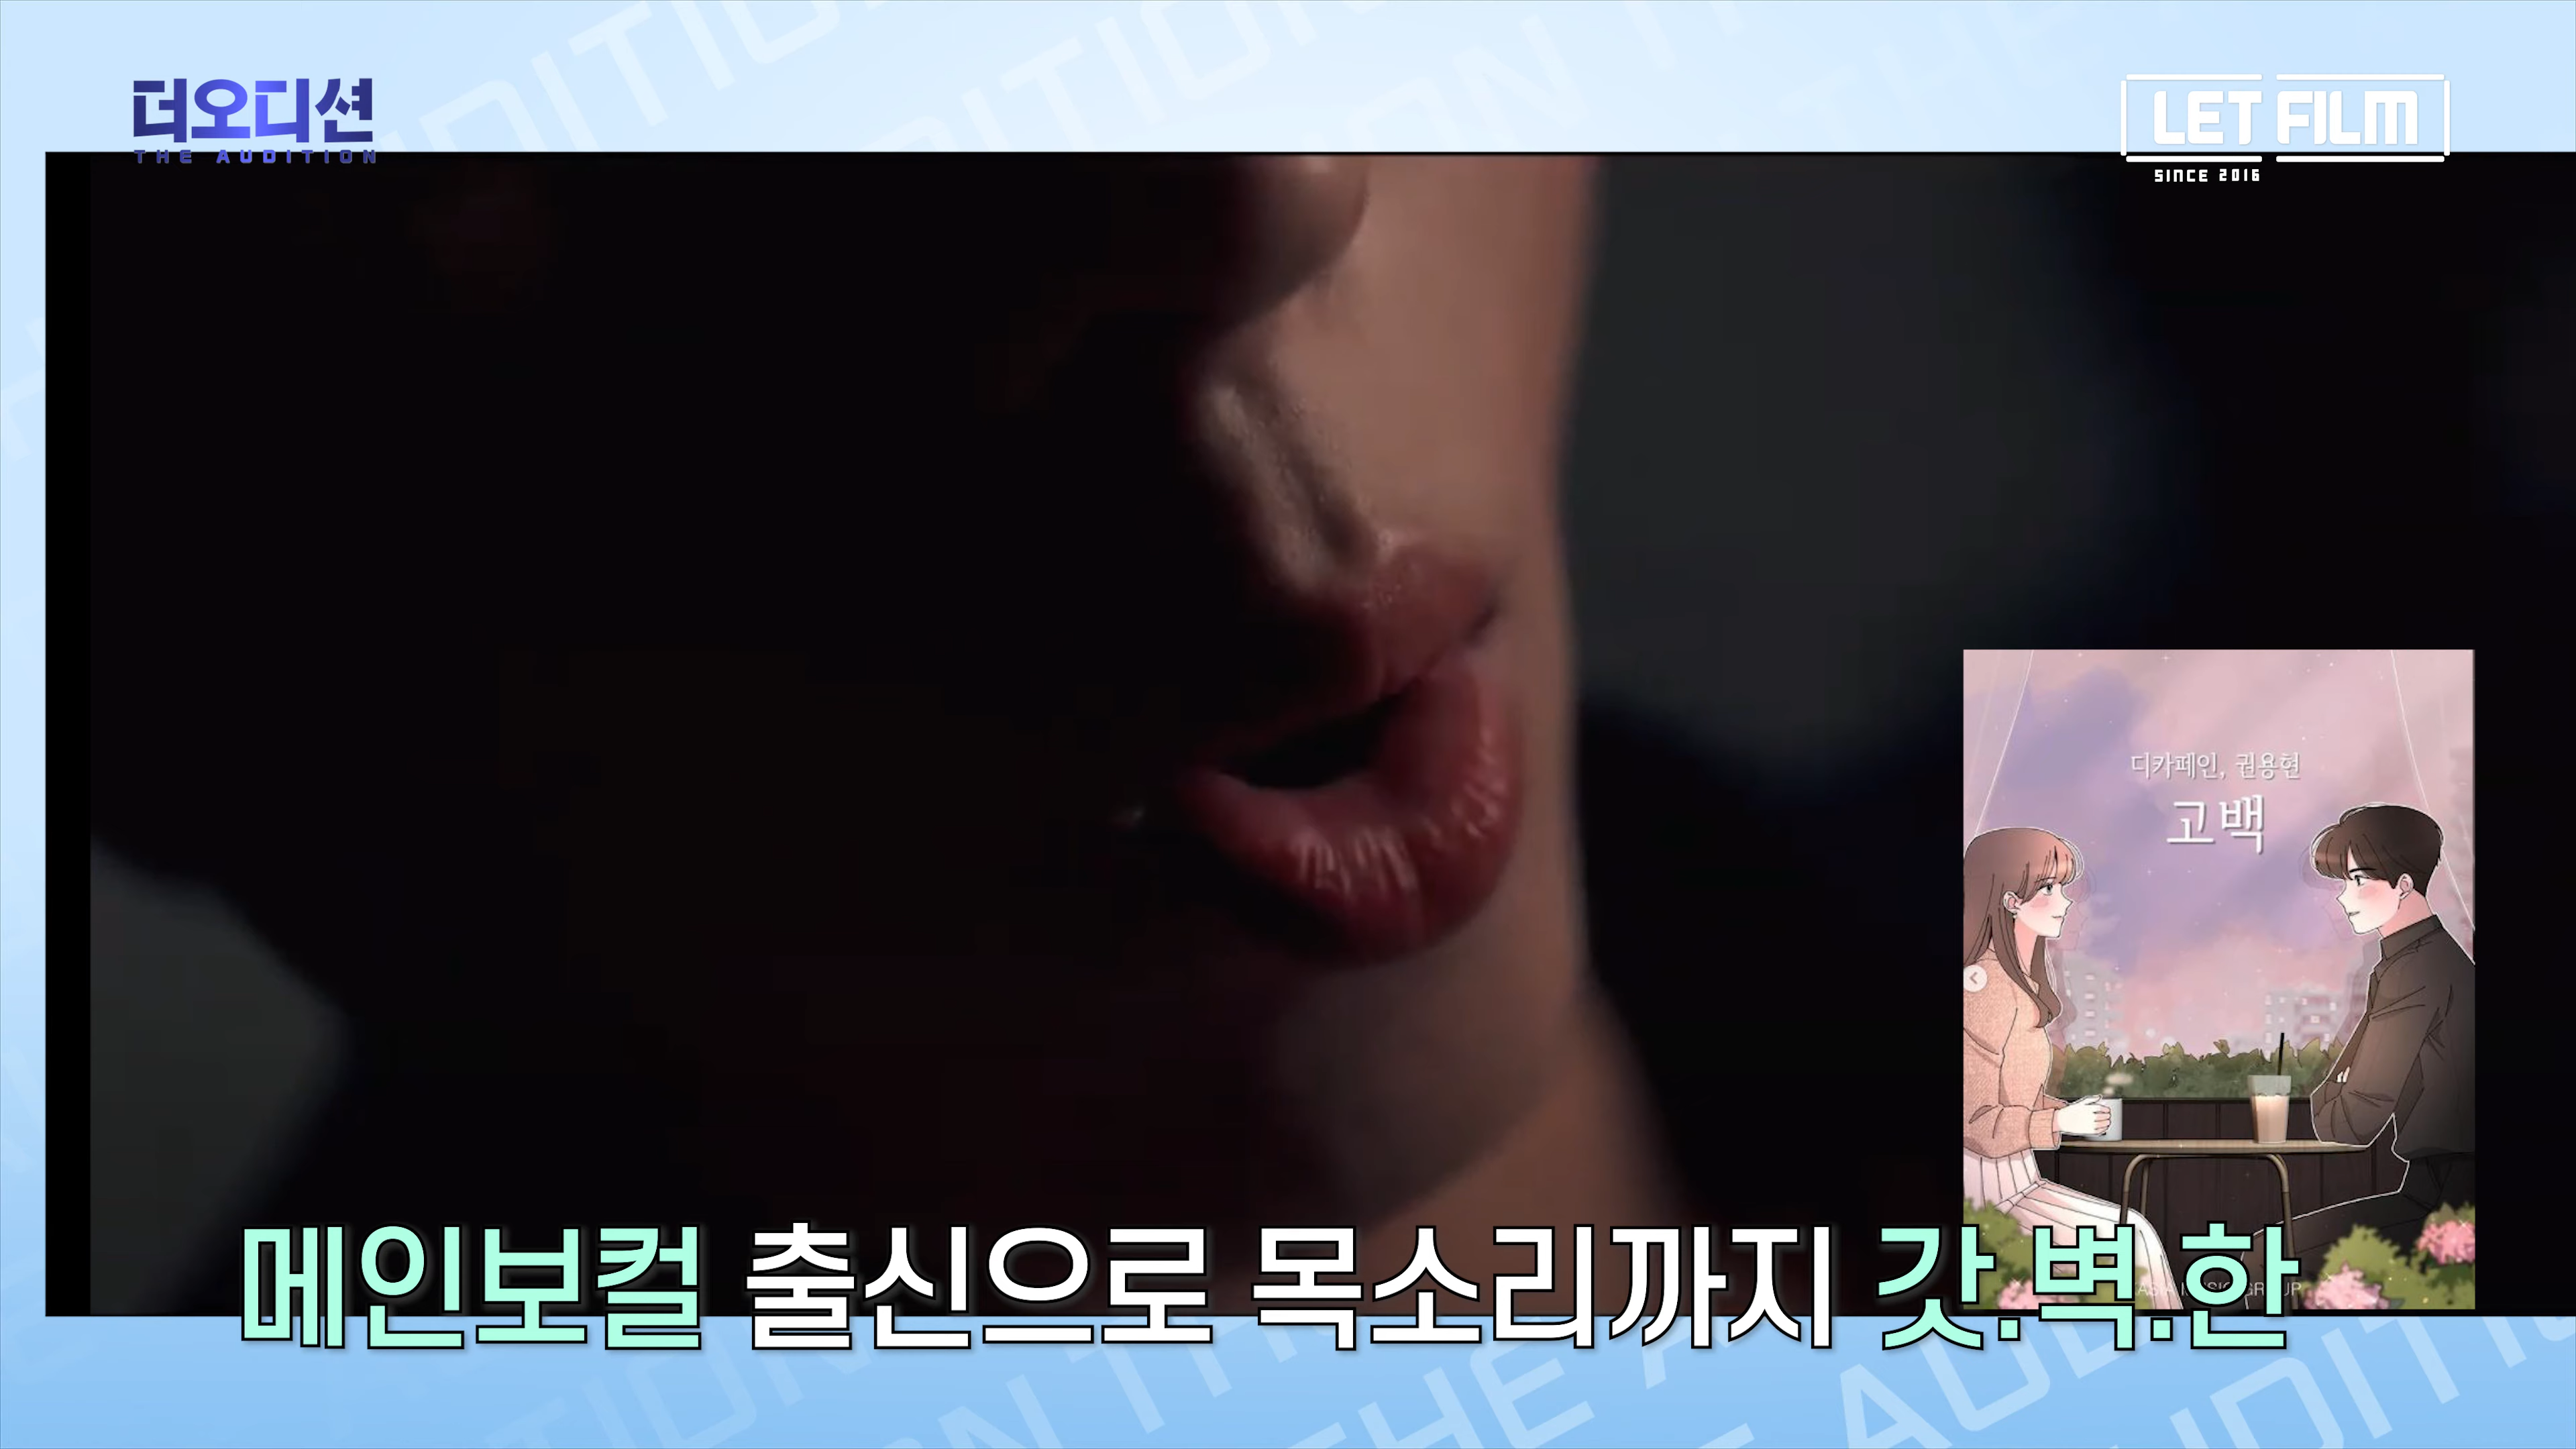 더오디션
THE AUDITION
LET FILM
SINCE 2016
디카페인, 권용현
고백
메인보컬 출신으로 목소리까지 갓.벽.한